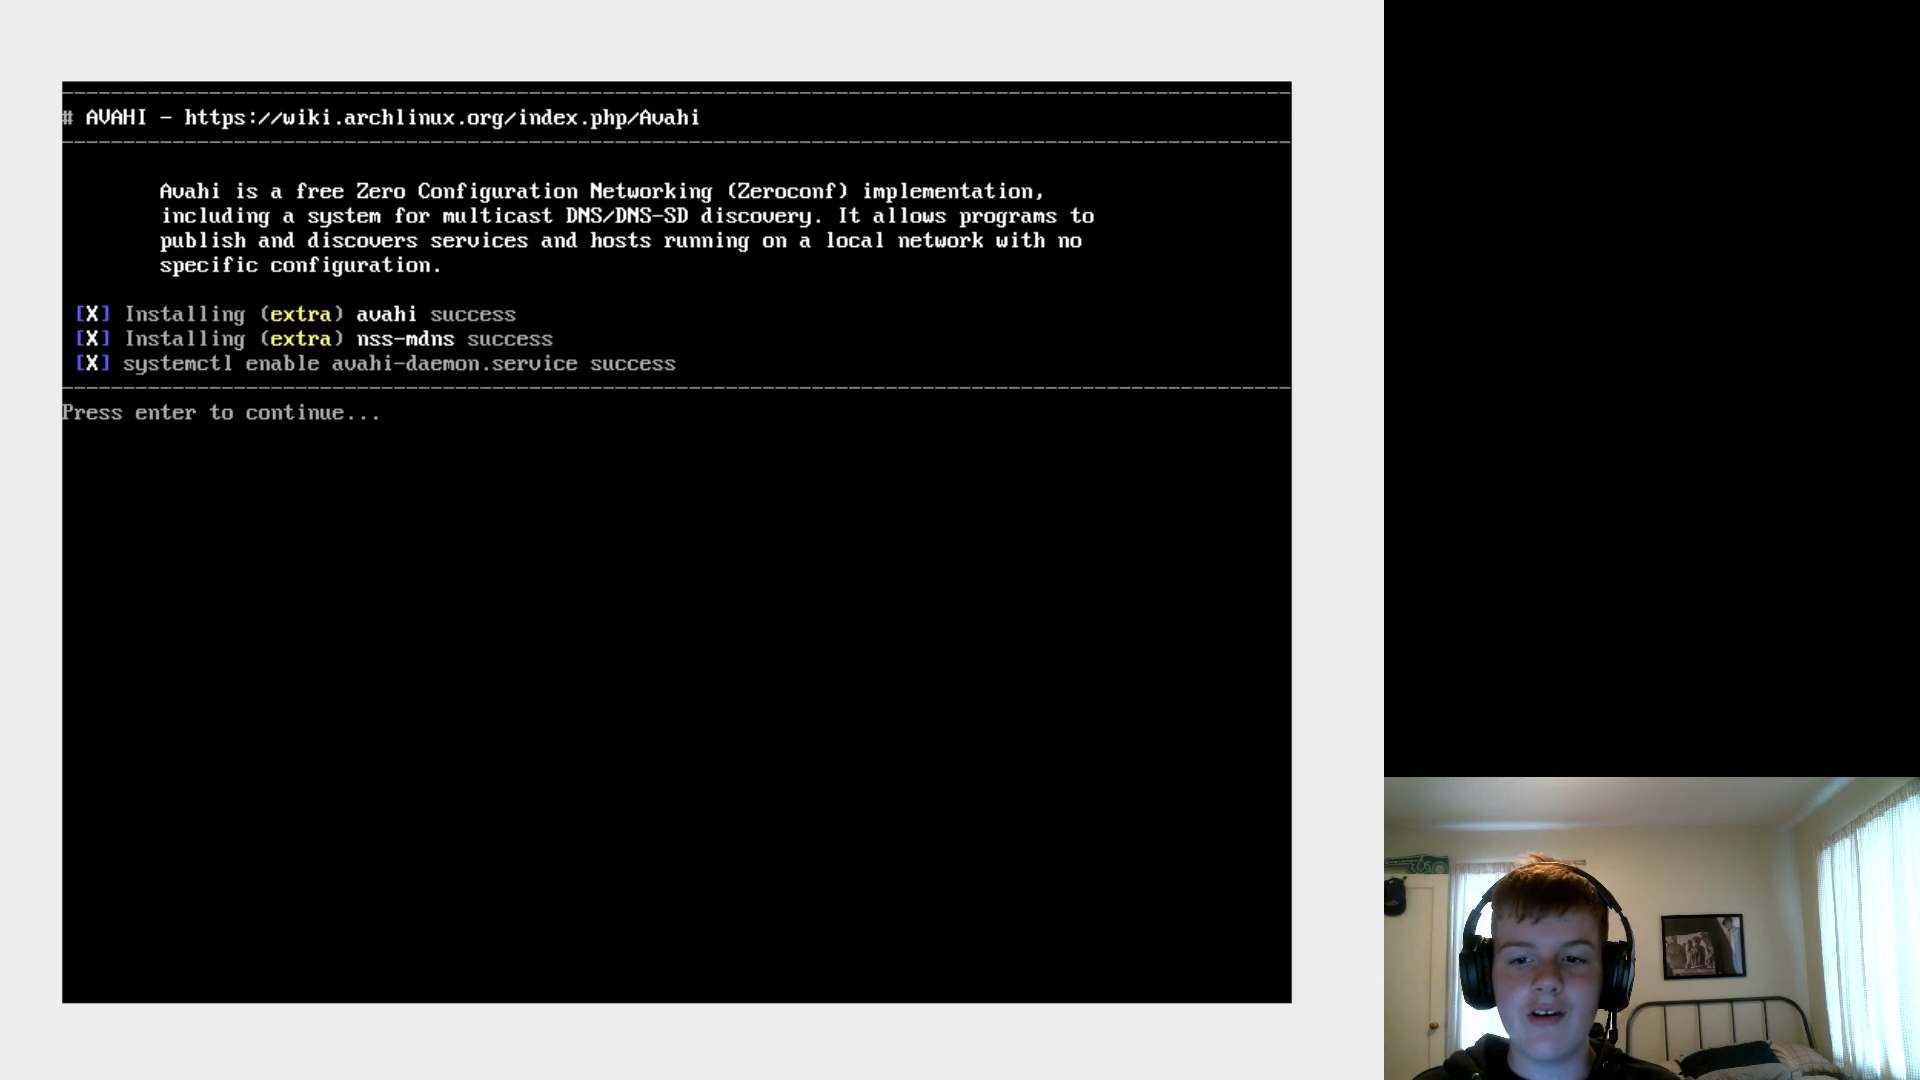 # AVAHI - https://wiki.archlinux.org/index.php/Avahi
Avahi is a free Zero Configuration Networking (Zeroconf) implementation,
including a system for multicast DNS/DNS-SD discovery. It allows programs to
publish and discovers services and hosts running on a local network with no
specific configuration.
[X] Installing (extra) avahi success
[X] Installing (extra) nss-mdns success
[X] systemctl enable avahi-daemon.service success
Press enter to continue...